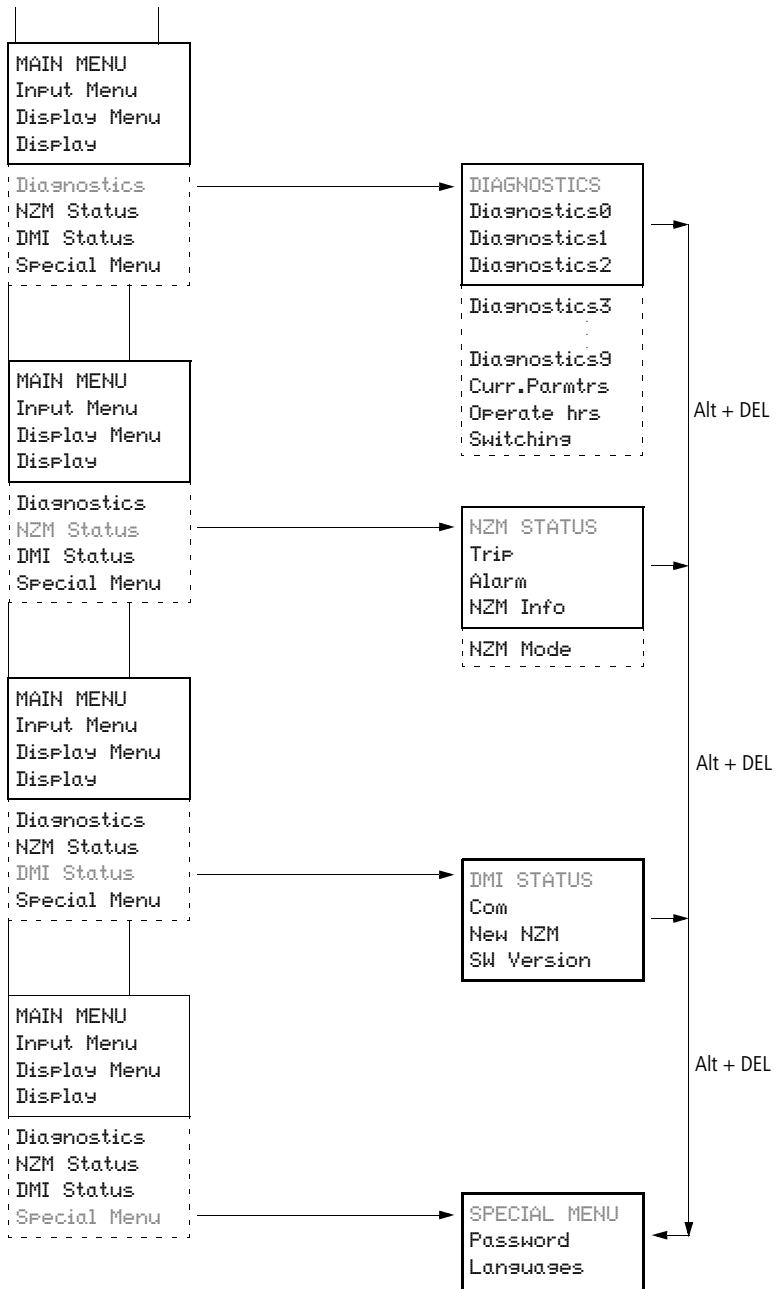 MAIN MENU
Input Menu
Display Menu
Display
Diagnostics
NZM Status
DMI Status
Special Menu
DIAGNOSTICS
Diagnostics0
Diagnostics1
Diagnostics2
Diagnostics3
Diagnostics9
Curr.Parmtrs
Operate hrs
Switching
Alt + DEL
MAIN MENU
Input Menu
Display Menu
Display
Diagnostics
NZM Status
DMI Status
Special Menu
NZM STATUS
Trip
Alarm
NZM Info
NZM Mode
Alt + DEL
MAIN MENU
Input Menu
Display Menu
Display
Diagnostics
NZM Status
DMI Status
Special Menu
DMI STATUS
Com
New NZM
SW Version
Alt + DEL
MAIN MENU
Input Menu
Display Menu
Display
Diagnostics
NZM Status
DMI Status
Special Menu
SPECIAL MENU
Password
Languages